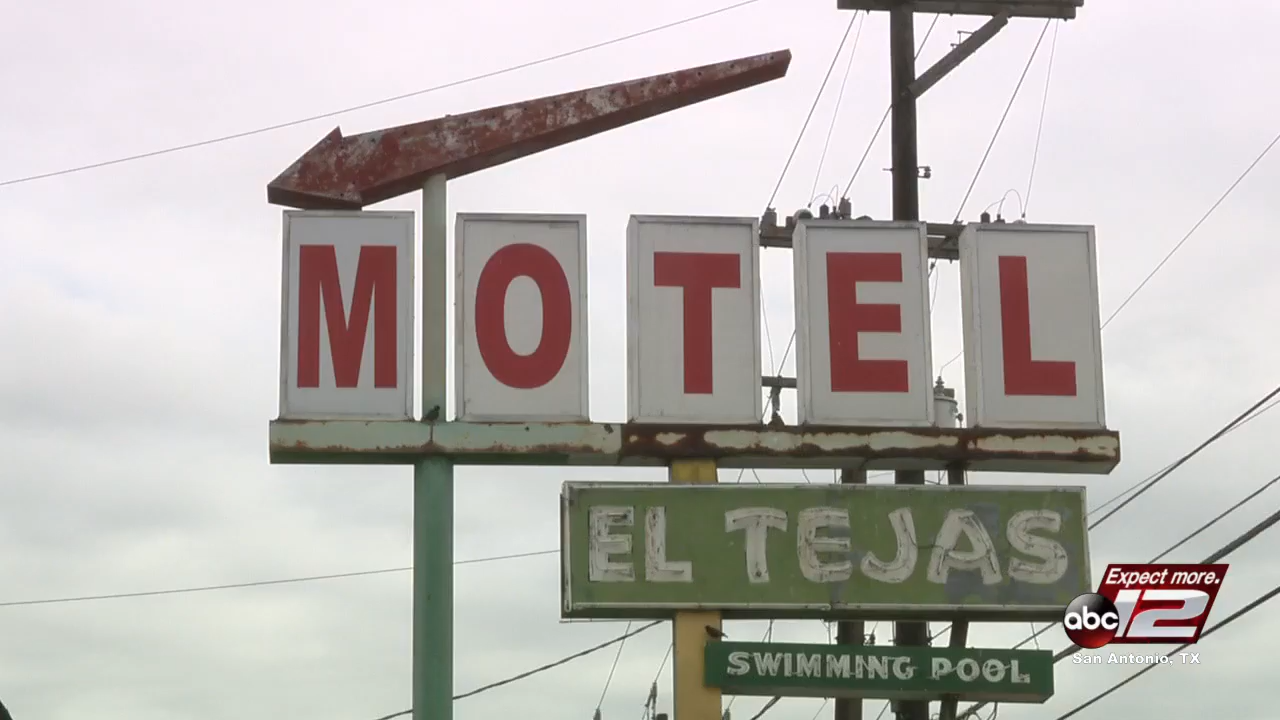 MOTEL
EL TEJAS
SWIMMING POOL
Expect more.
abc 12
San Antonio, TX